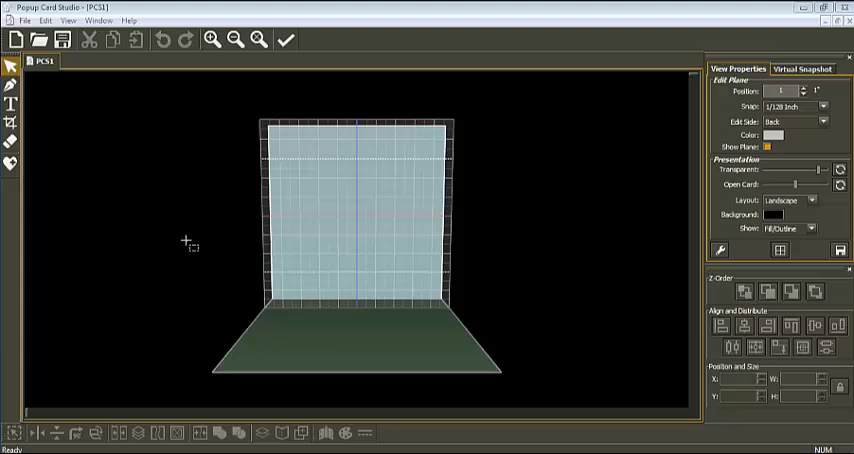 Popup Card Studio - [PCS1]
File Edit View Window Help
PCS1
View Properties Virtual Snapshot
Edit Plane
Position: 1 1"
Snap: 1/128 Inch
Edit Side: Back
Color:
Show Plane:
Presentation
Transparent:
Open Card:
Layout: Landscape
Background:
Show: Fill/Outline
Z-Order
Align and Distribute
Position and Size
X: W:
Y: H:
Ready NUM